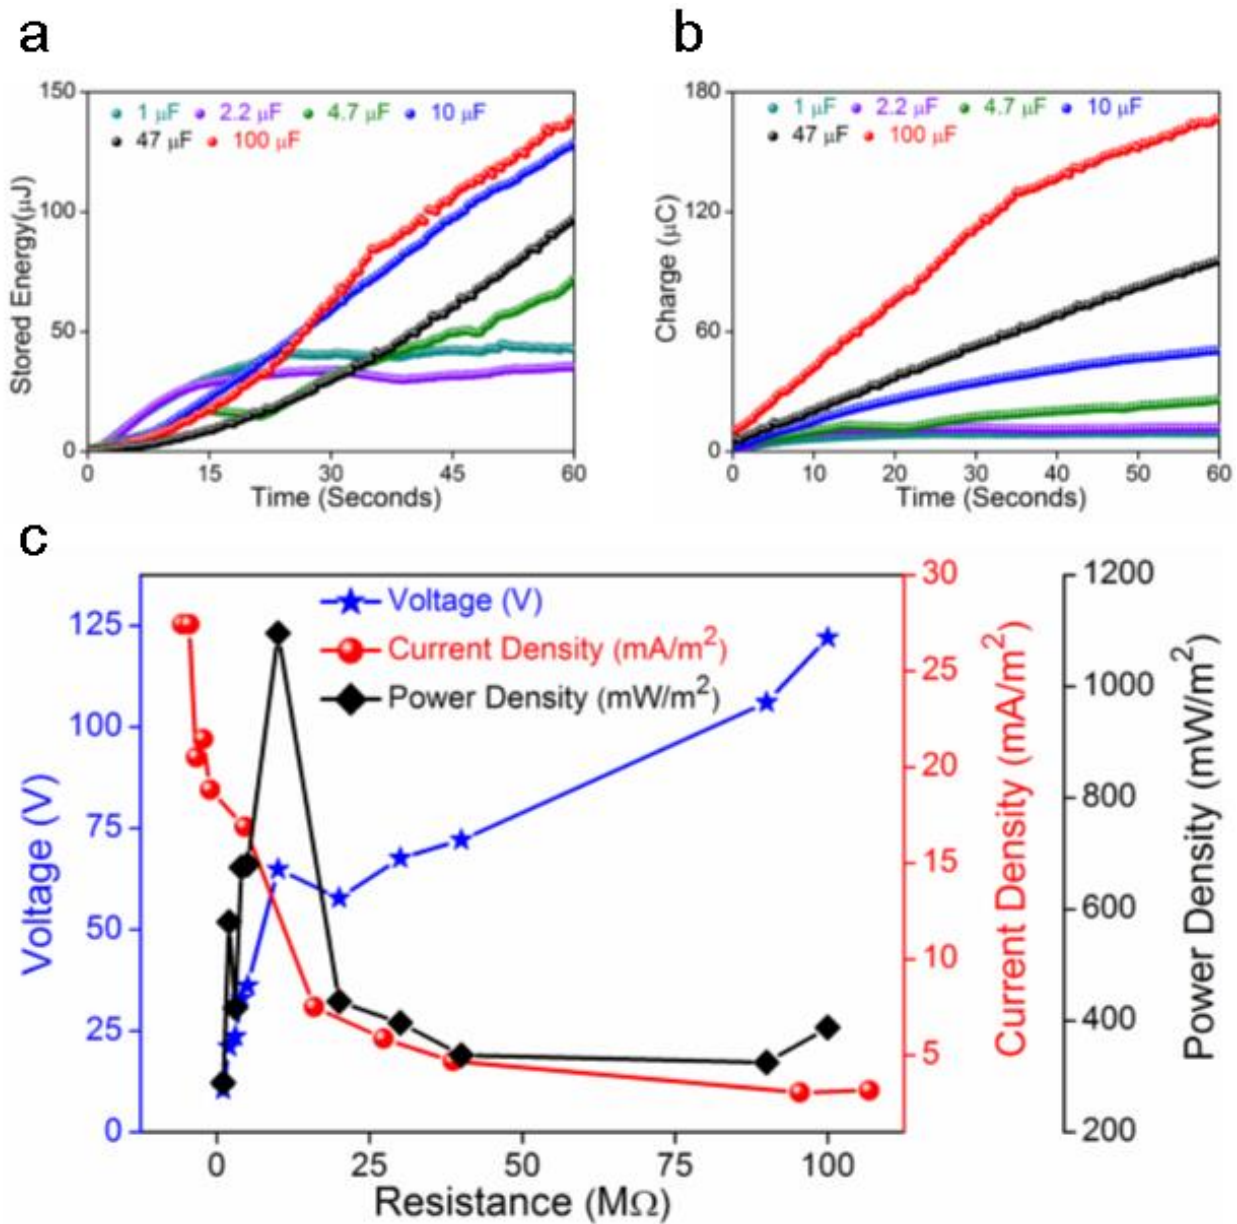 a
b
150
100
50
0
Stored Energy(μJ)
1 μF 2.2 μF 4.7 μF 10 μF
47 μF 100 μF
0 15 30 45 60
Time (Seconds)
180
120
60
0
Charge (μC)
1 μF 2.2 μF 4.7 μF 10 μF
47 μF 100 μF
0 10 20 30 40 50 60
Time (Seconds)
c
Voltage (V)
Current Density (mA/m²)
Power Density (mW/m²)
125
100
75
50
25
0
Voltage (V)
30
25
20
15
10
5
Current Density (mA/m²)
1200
1000
800
600
400
200
Power Density (mW/m²)
0 25 50 75 100
Resistance (MΩ)